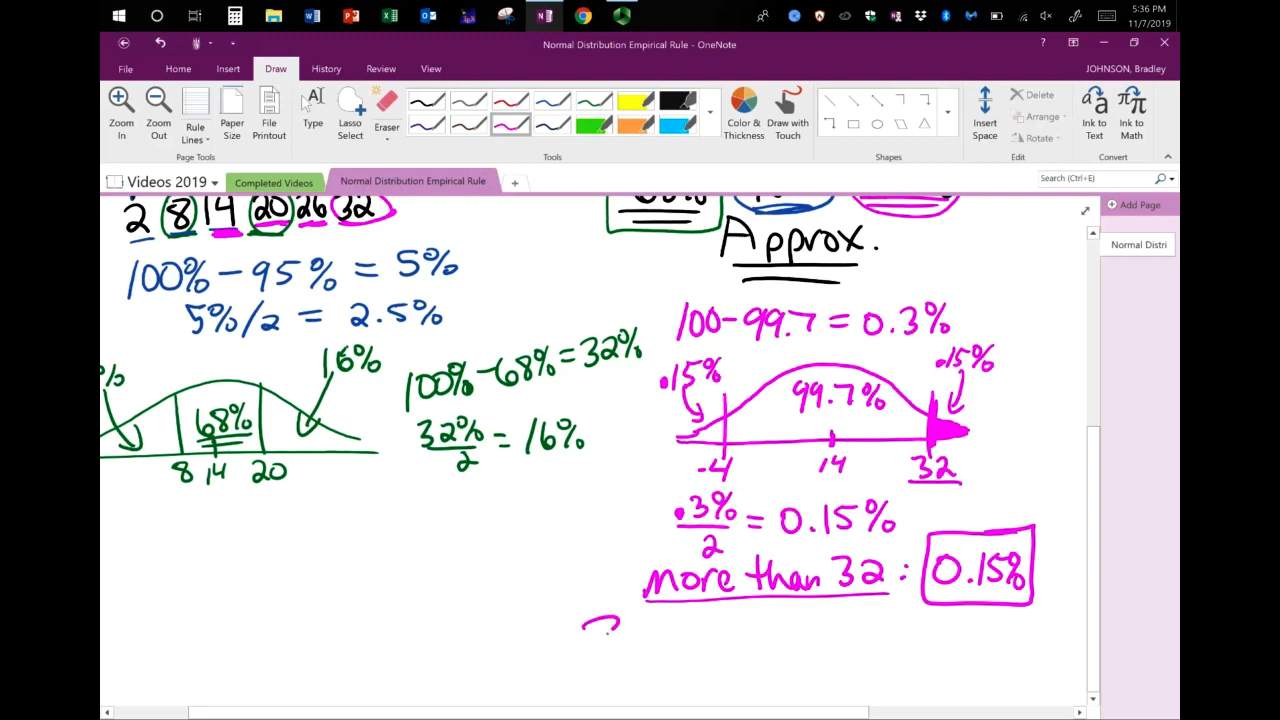 5:36 PM
11/7/2019
Normal Distribution Empirical Rule - OneNote
File Home Insert Draw History Review View
JOHNSON, Bradley
Zoom In
Zoom Out
Rule Lines
Paper Size
File Printout
Page Tools
Type
Lasso Select
Eraser
Tools
Color & Thickness
Draw with Touch
Shapes
Insert Space
Delete
Arrange
Rotate
Edit
Ink to Text
Ink to Math
Convert
Videos 2019
Completed Videos
Normal Distribution Empirical Rule
+
Search (Ctrl+E)
Add Page
Normal Distri
2 8 14 20 26 32
Approx.
100% - 95% = 5%
5%/2 = 2.5%
%
16%
68%
8 14 20
100% - 68% = 32%
32%
2
= 16%
100 - 99.7 = 0.3%
.15%
99.7%
.15%
-4 14 32
.3%
2
= 0.15%
more than 32 : 0.15%